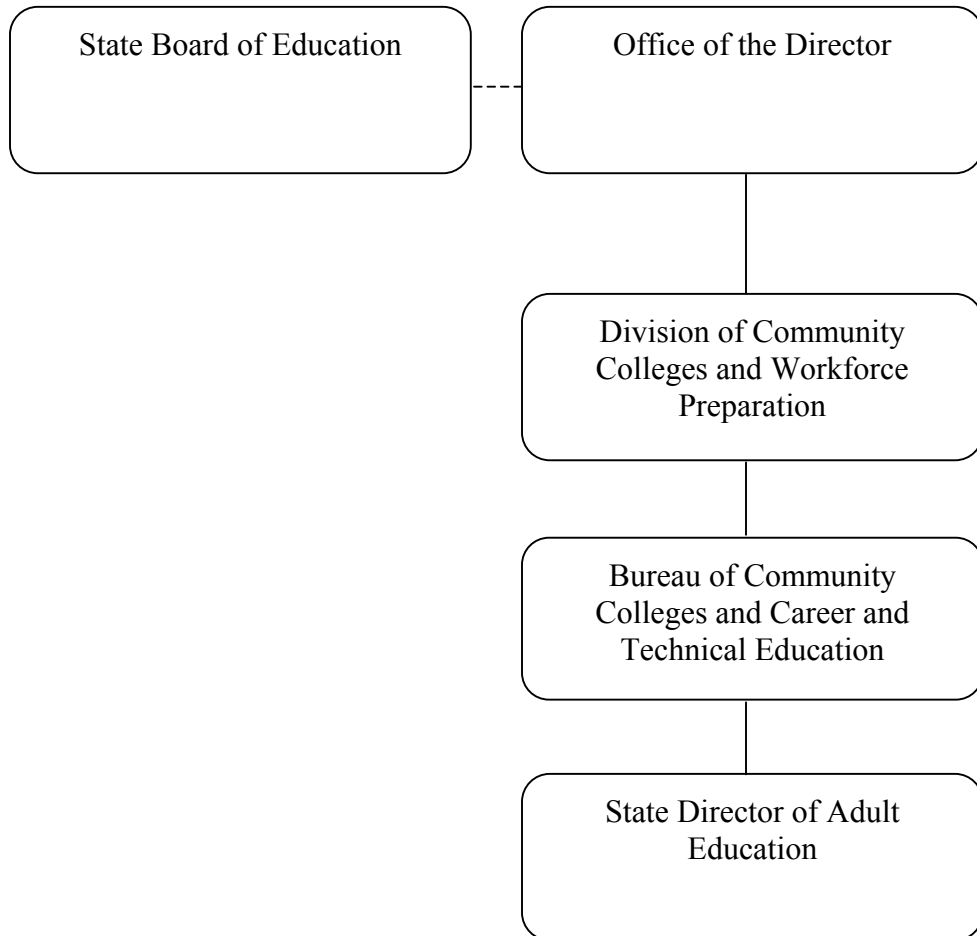 State Board of Education
Office of the Director
Division of Community
Colleges and Workforce
Preparation
Bureau of Community
Colleges and Career and
Technical Education
State Director of Adult
Education